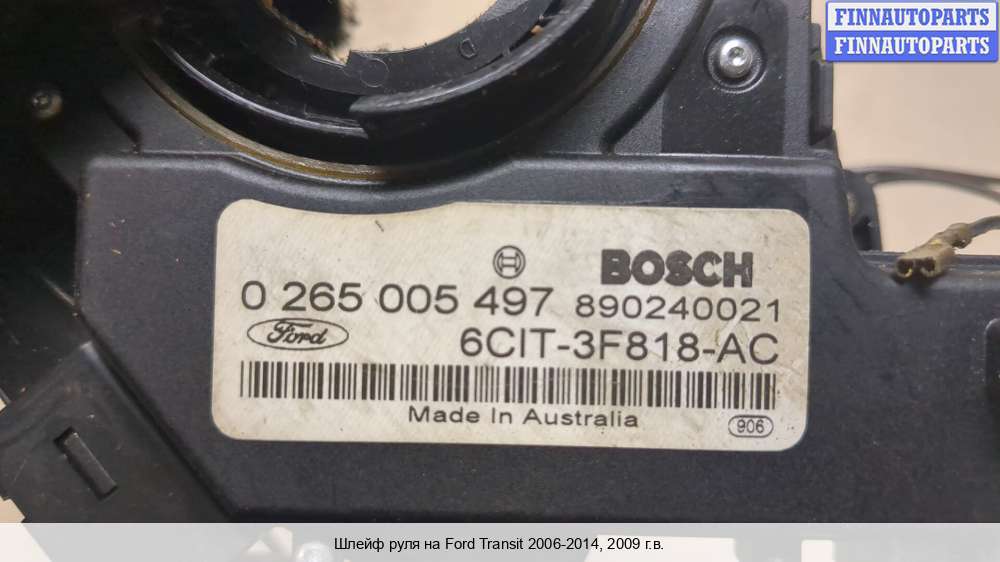 FINNAUTOPARTS
FINNAUTOPARTS
D
BOSCH
0 265 005 497 890240021
Ford 6CIT-3F818-AC
Made In Australia
906
Шлейф руля на Ford Transit 2006-2014, 2009 г.в.